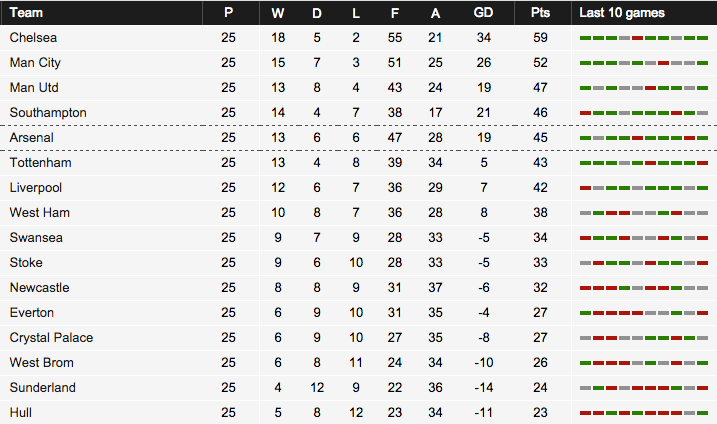 Team P W D L F A GD Pts Last 10 games
Chelsea 25 18 5 2 55 21 34 59
Man City 25 15 7 3 51 25 26 52
Man Utd 25 13 8 4 43 24 19 47
Southampton 25 14 4 7 38 17 21 46
Arsenal 25 13 6 6 47 28 19 45
Tottenham 25 13 4 8 39 34 5 43
Liverpool 25 12 6 7 36 29 7 42
West Ham 25 10 8 7 36 28 8 38
Swansea 25 9 7 9 28 33 -5 34
Stoke 25 9 6 10 28 33 -5 33
Newcastle 25 8 8 9 31 37 -6 32
Everton 25 6 9 10 31 35 -4 27
Crystal Palace 25 6 9 10 27 35 -8 27
West Brom 25 6 8 11 24 34 -10 26
Sunderland 25 4 12 9 22 36 -14 24
Hull 25 5 8 12 23 34 -11 23